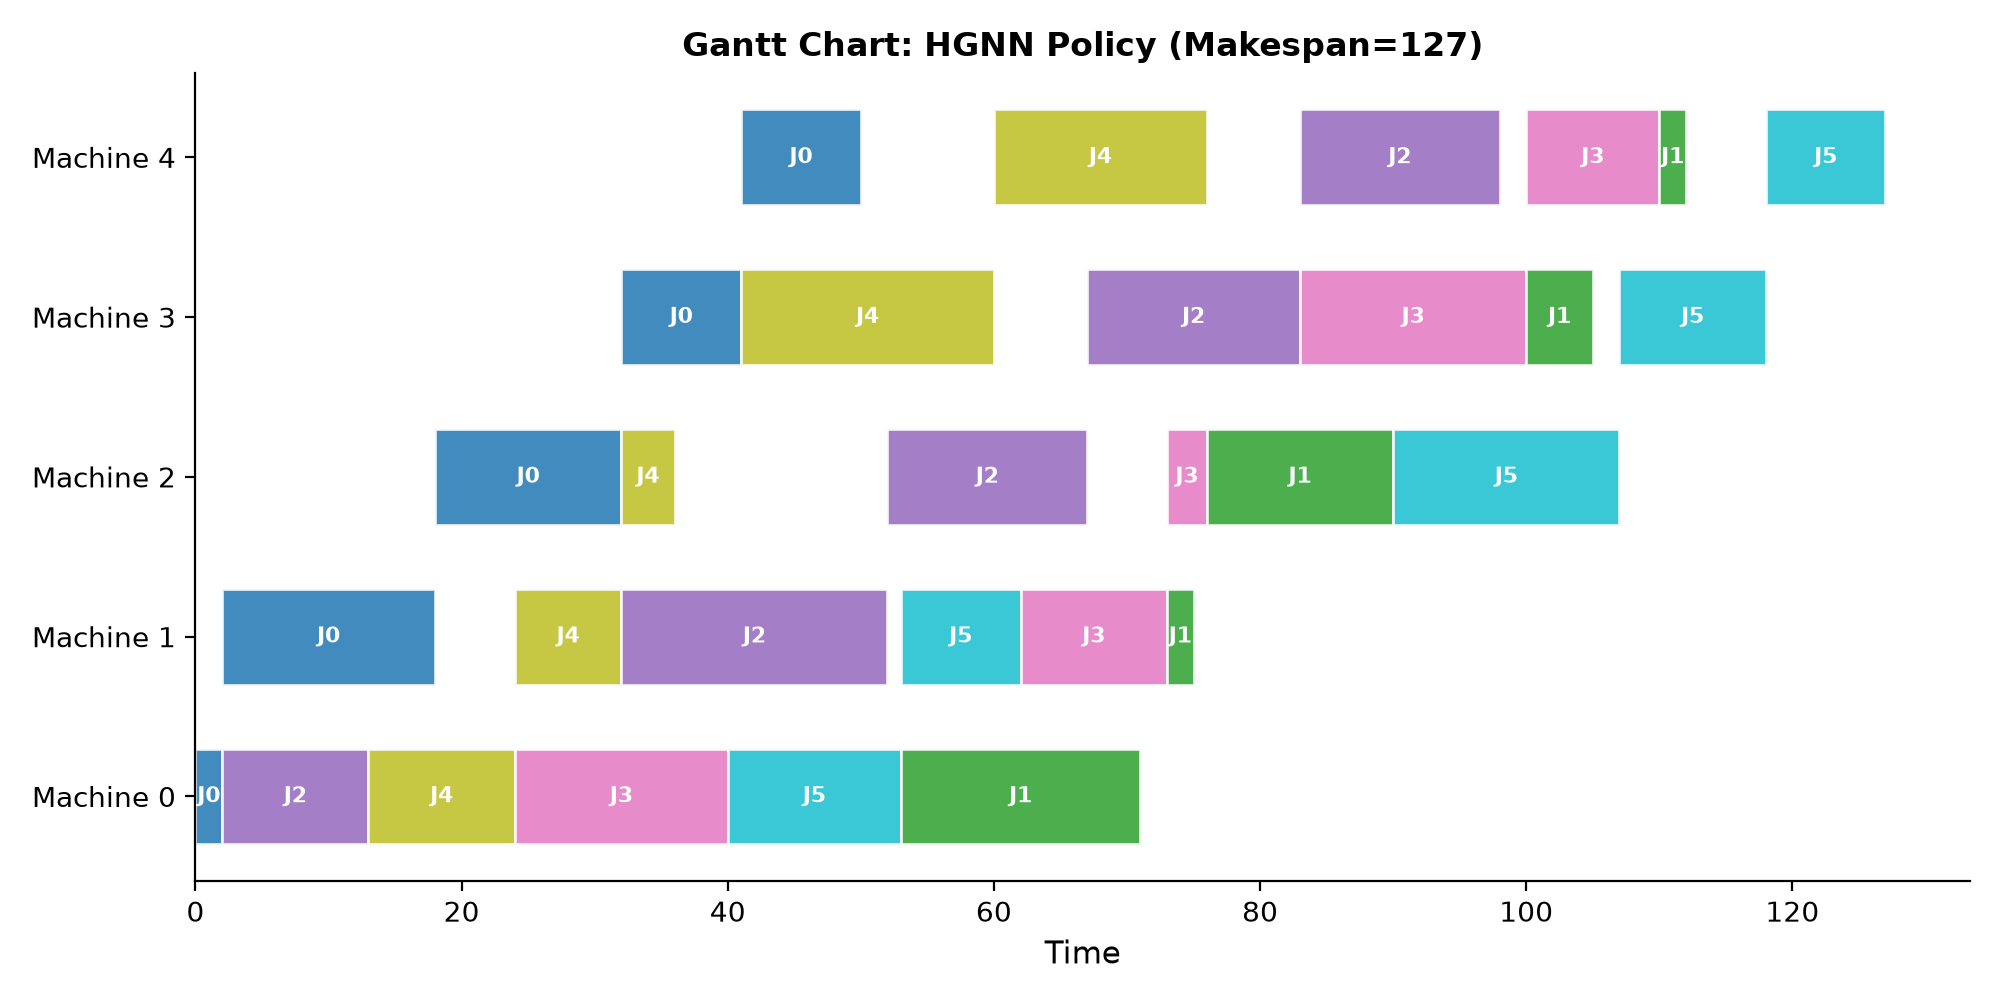 Gantt Chart: HGNN Policy (Makespan=127)
Machine 4
J0 J4 J2 J3 J1 J5
Machine 3
J0 J4 J2 J3 J1 J5
Machine 2
J0 J4 J2 J3 J1 J5
Machine 1
J0 J4 J2 J5 J3 J1
Machine 0
J0 J2 J4 J3 J5 J1
0 20 40 60 80 100 120
Time